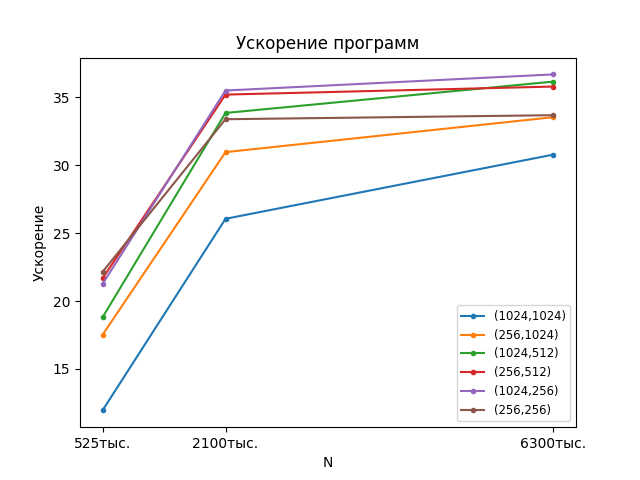 Ускорение программ
Ускорение
35
30
25
20
15
(1024,1024)
(256,1024)
(1024,512)
(256,512)
(1024,256)
(256,256)
525тыс. 2100тыс. 6300тыс.
N